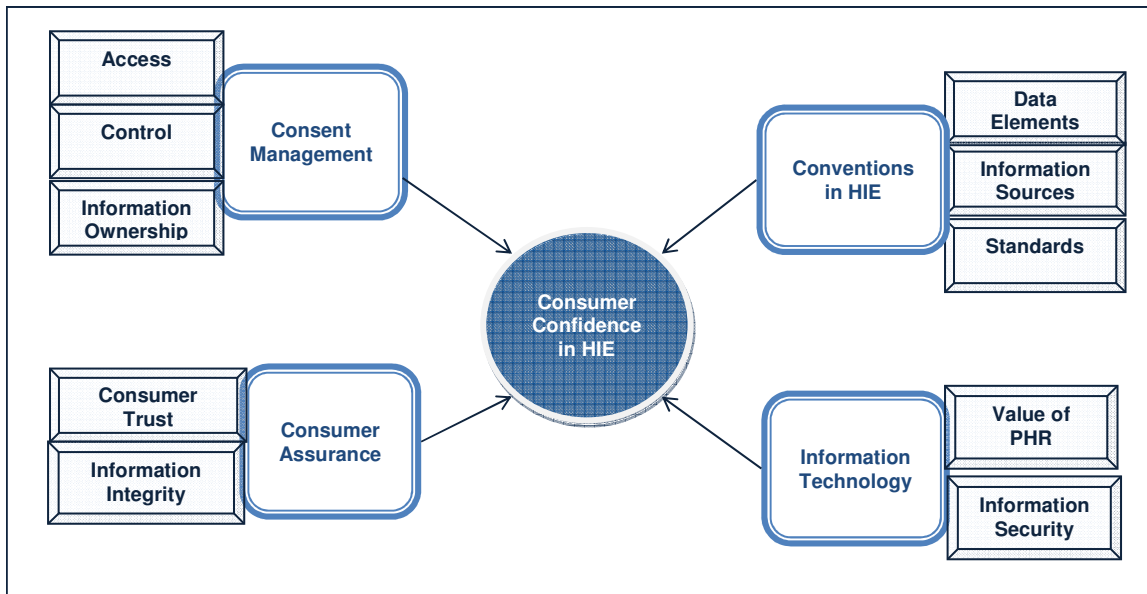 Access
Control
Information
Ownership
Consent
Management
Conventions
in HIE
Data
Elements
Information
Sources
Standards
Consumer
Confidence
in HIE
Consumer
Trust
Information
Integrity
Consumer
Assurance
Information
Technology
Value of
PHR
Information
Security